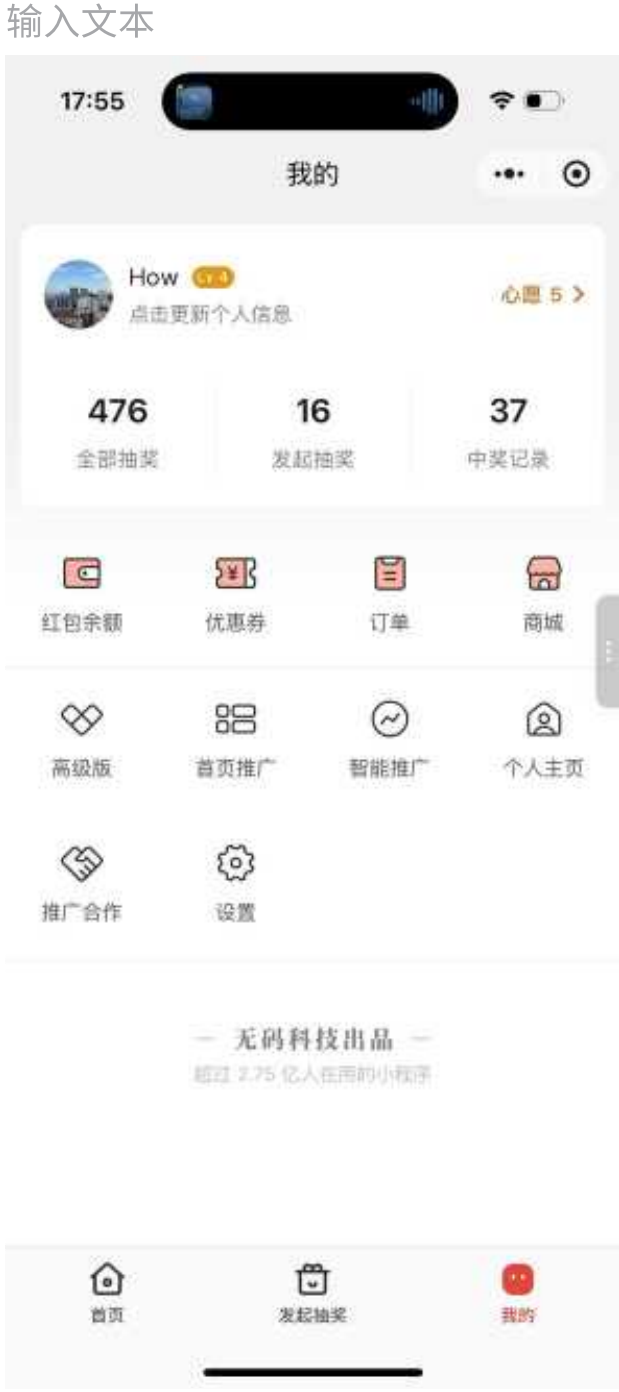 输入文本
17:55
我的
How Lv 4
点击更新个人信息
心愿 5
476 16 37
全部抽奖 发起抽奖 中奖记录
红包余额 优惠券 订单 商城
高级版 首页推广 智能推广 个人主页
推广合作 设置
无码科技出品
超过 2.75 亿人在用的小程序
首页 发起抽奖 我的